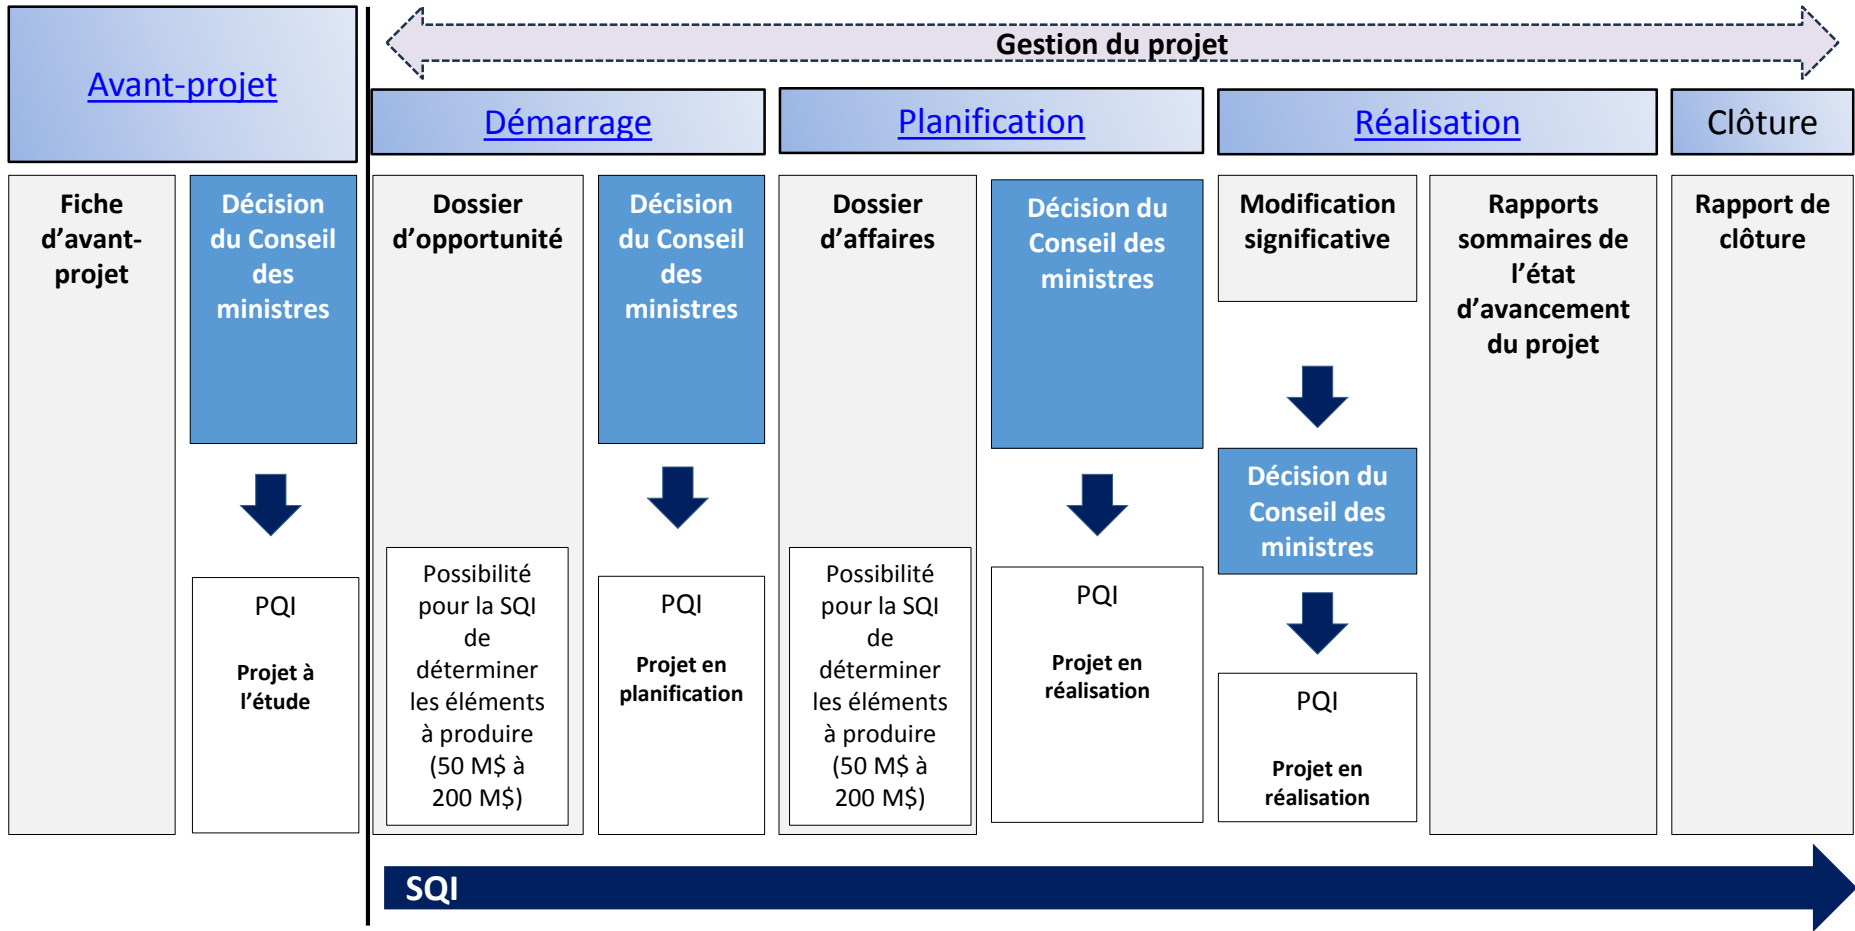 Gestion du projet
Avant-projet
Démarrage
Planification
Réalisation
Clôture
Fiche
d’avant-
projet
Décision
du Conseil
des
ministres
PQI
Projet à
l’étude
Dossier
d’opportunité
Possibilité
pour la SQI
de
déterminer
les éléments
à produire
(50 M$ à
200 M$)
Décision
du Conseil
des
ministres
PQI
Projet en
planification
Dossier
d’affaires
Possibilité
pour la SQI
de
déterminer
les éléments
à produire
(50 M$ à
200 M$)
Décision du
Conseil des
ministres
PQI
Projet en
réalisation
Modification
significative
Décision du
Conseil des
ministres
PQI
Projet en
réalisation
Rapports
sommaires de
l’état
d’avancement
du projet
Rapport de
clôture
SQI